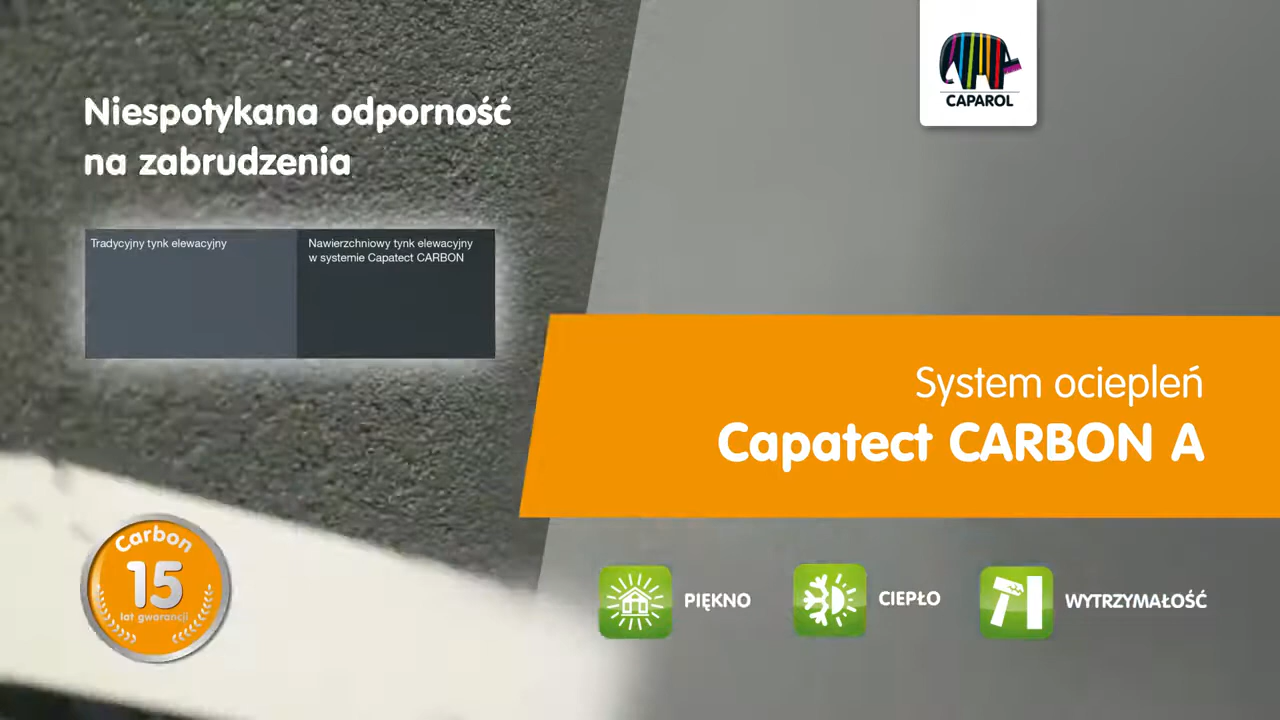 Niespotykana odporność
na zabrudzenia
Tradycyjny tynk elewacyjny
Nawierzchniowy tynk elewacyjny
w systemie Capatect CARBON
CAPAROL
System ociepleń
Capatect CARBON A
Carbon
15
lat gwarancji
PIĘKNO
CIEPŁO
WYTRZYMAŁOŚĆ